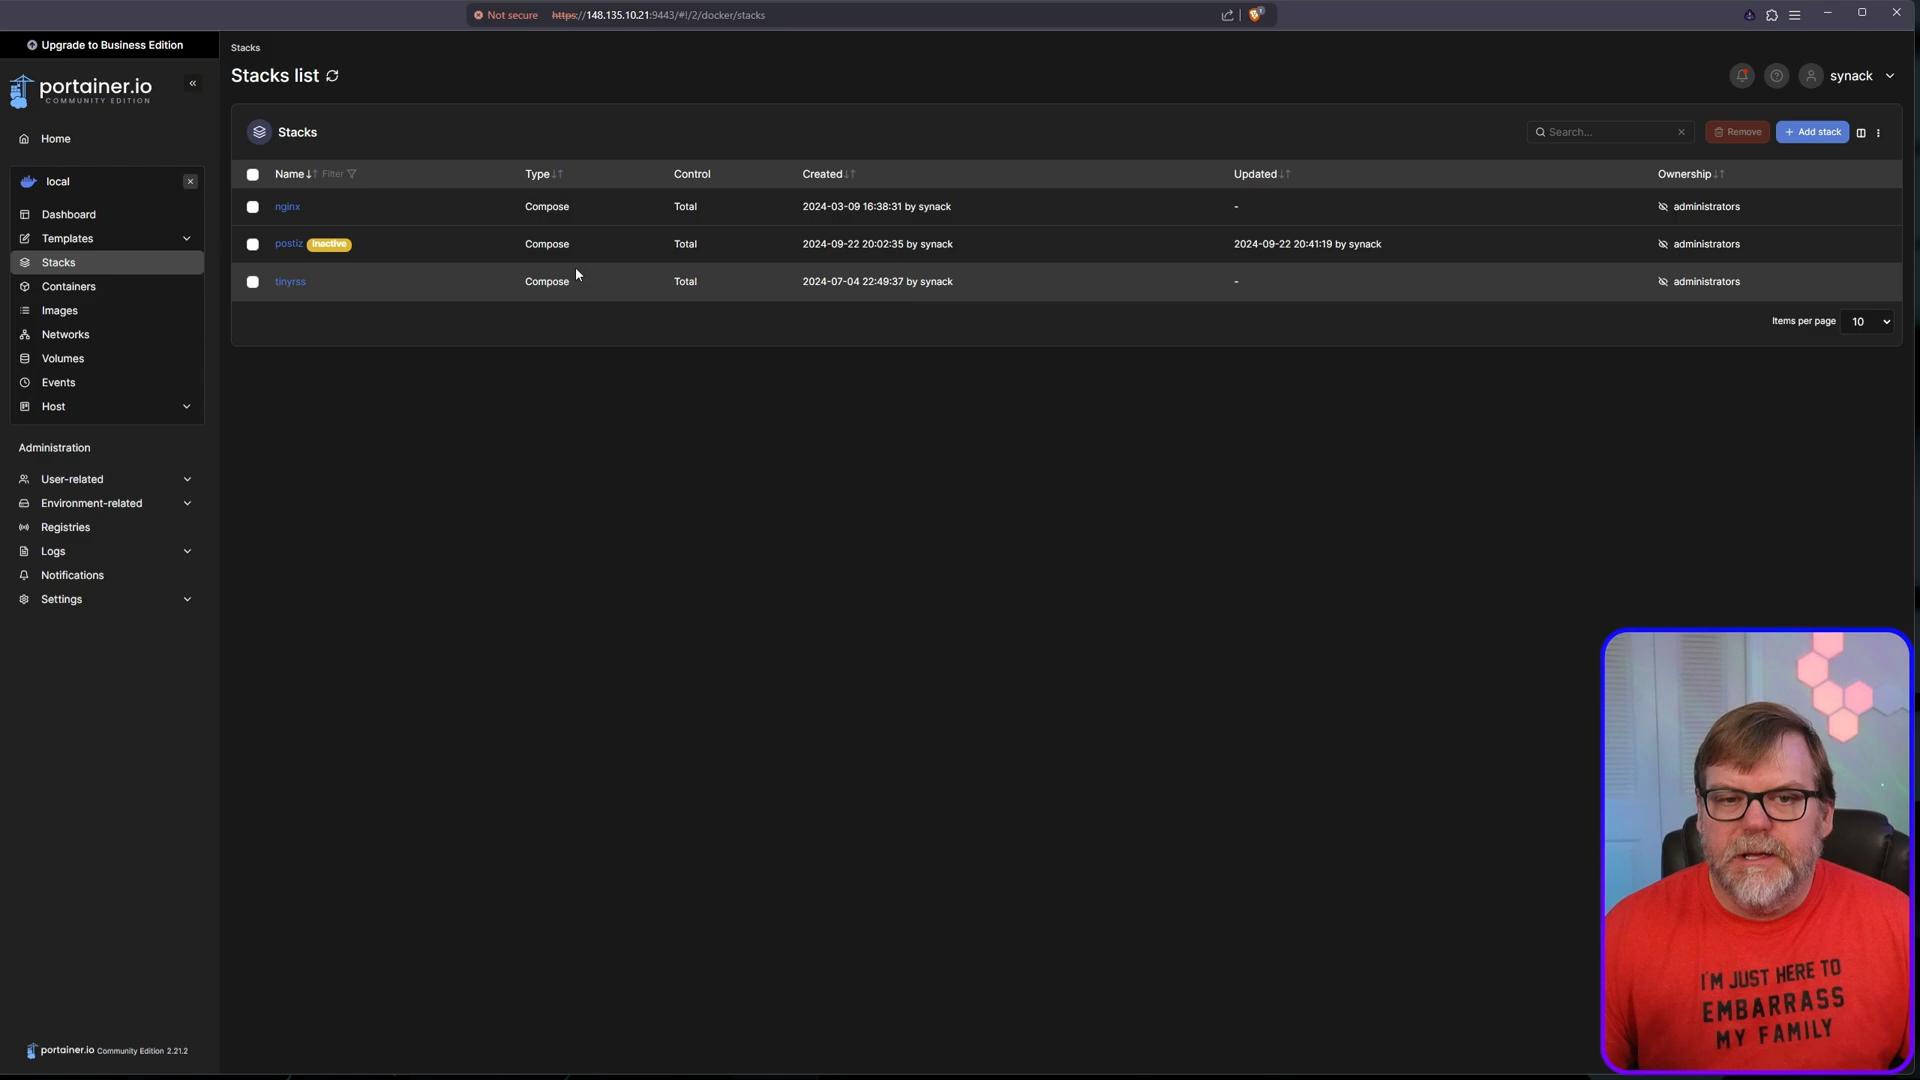 Not secure https://148.135.10.21:9443/#!/2/docker/stacks
Upgrade to Business Edition
portainer.io
COMMUNITY EDITION
Home
local
Dashboard
Templates
Stacks
Containers
Images
Networks
Volumes
Events
Host
Administration
User-related
Environment-related
Registries
Logs
Notifications
Settings
portainer.io Community Edition 2.21.2
Stacks
Stacks list
synack
Stacks
Search...
Remove
+ Add stack
Name Filter Type Control Created Updated Ownership
nginx Compose Total 2024-03-09 16:38:31 by synack - administrators
postiz Inactive Compose Total 2024-09-22 20:02:35 by synack 2024-09-22 20:41:19 by synack administrators
tinyrss Compose Total 2024-07-04 22:49:37 by synack - administrators
Items per page 10
I'M JUST HERE TO
EMBARRASS
MY FAMILY